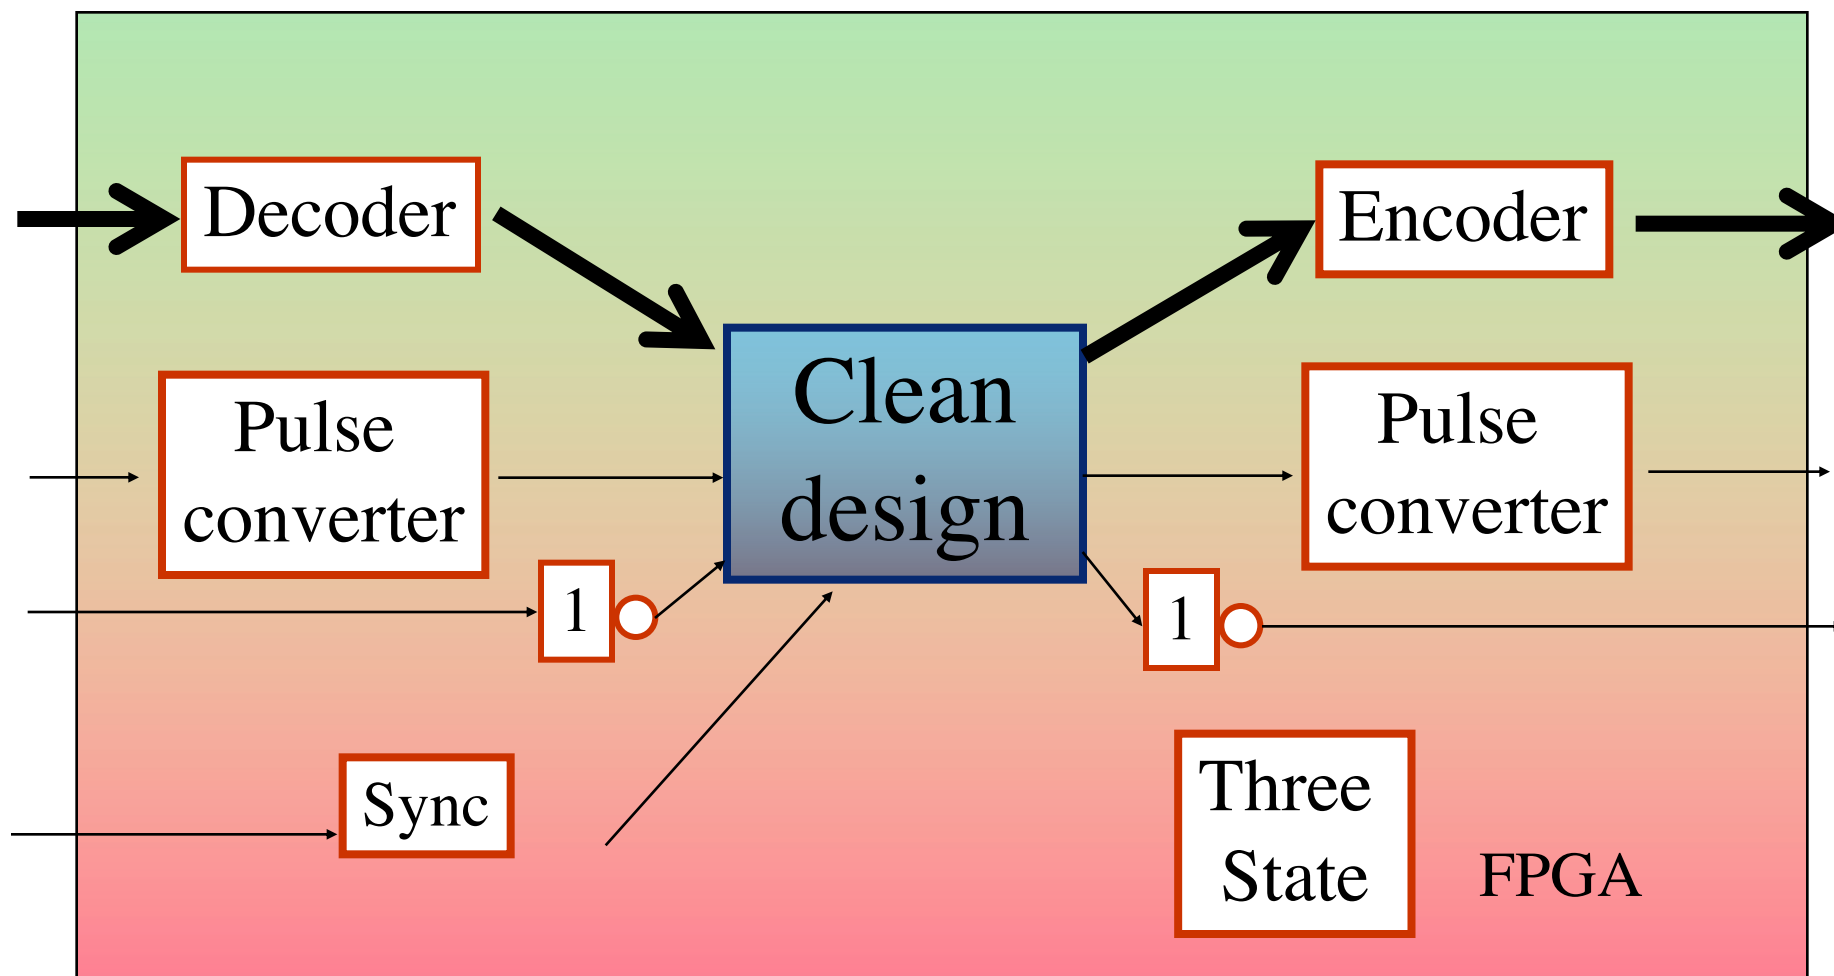 Decoder
Encoder
Clean
design
Pulse
converter
Pulse
converter
1
1
Sync
Three
State
FPGA